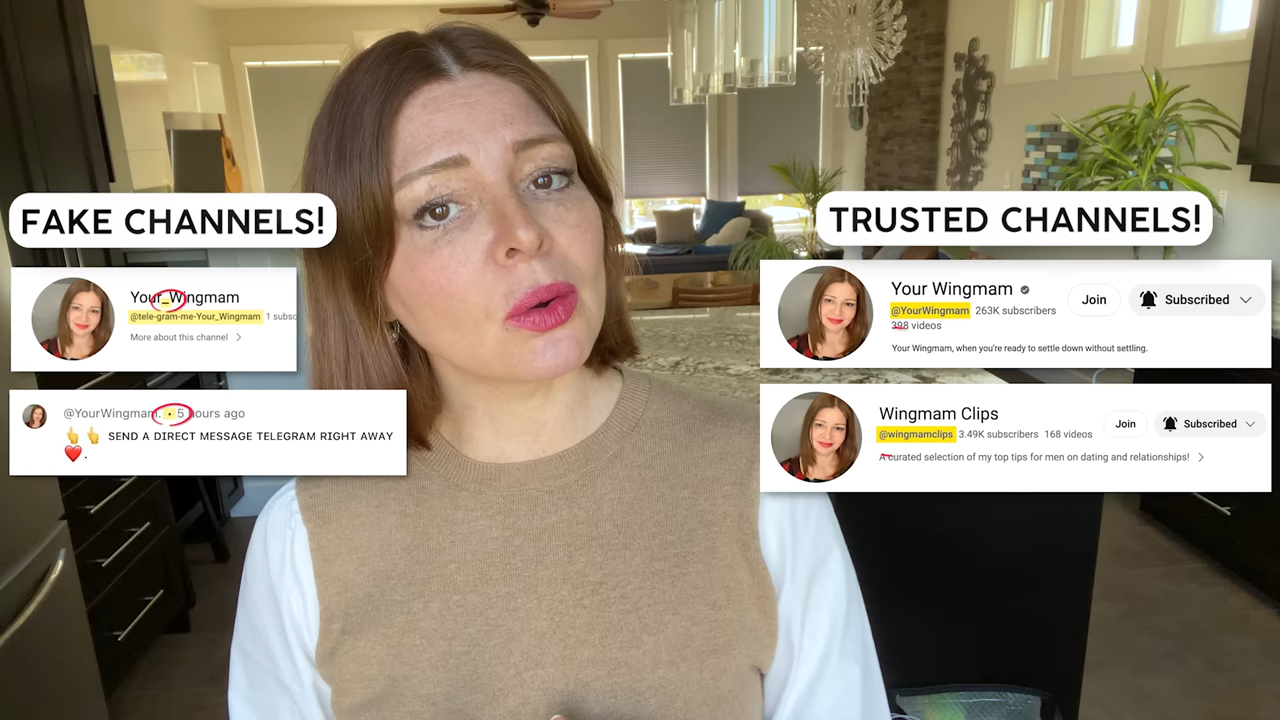 FAKE CHANNELS!
Your_Wingmam
@tele-gram-me-Your_Wingmam 1 subsc
More about this channel
@YourWingmam. • 5 hours ago
👆 👆 SEND A DIRECT MESSAGE TELEGRAM RIGHT AWAY
❤️.
TRUSTED CHANNELS!
Your Wingmam
Join
Subscribed
@YourWingmam 263K subscribers
398 videos
Your Wingmam, when you're ready to settle down without settling.
Wingmam Clips
Join
Subscribed
@wingmamclips 3.49K subscribers 168 videos
A curated selection of my top tips for men on dating and relationships!